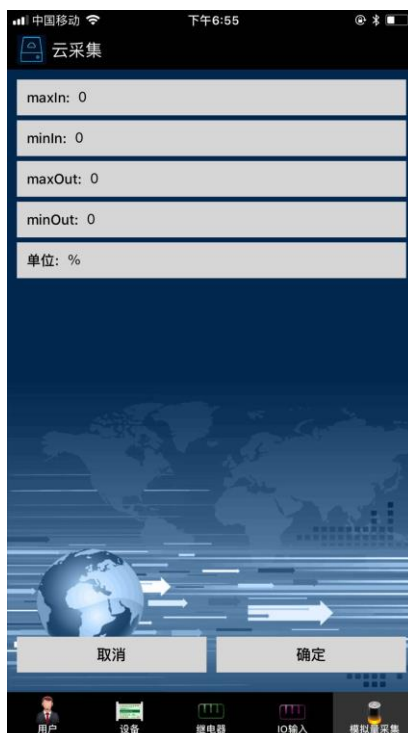 中国移动 下午6:55
云采集
maxIn: 0
minIn: 0
maxOut: 0
minOut: 0
单位: %
取消 确定
用户 设备 继电器 IO输入 模拟量采集